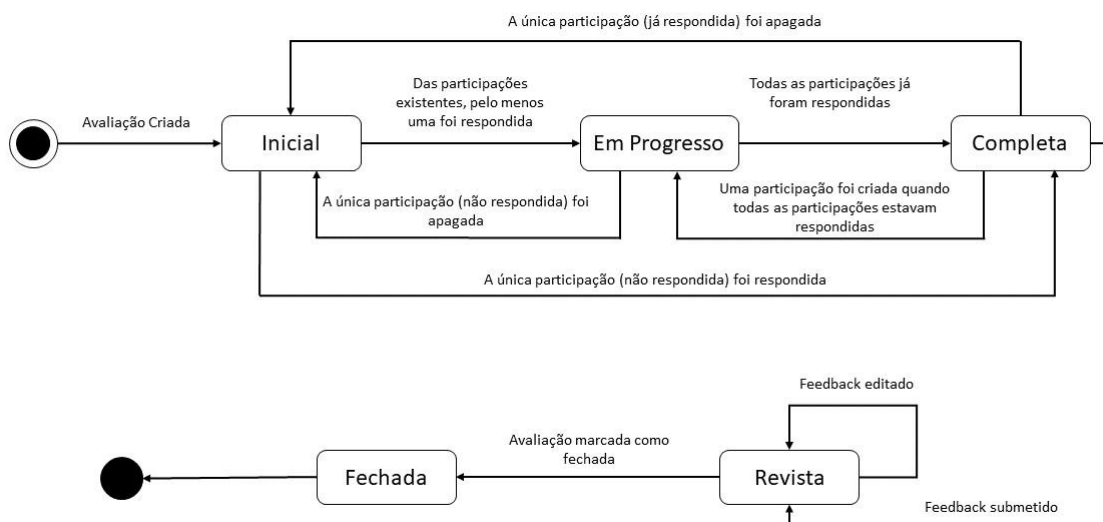 A única participação (já respondida) foi apagada
Das participações
existentes, pelo menos
uma foi respondida
Todas as participações já
foram respondidas
Avaliação Criada
Inicial
Em Progresso
Completa
A única participação (não respondida) foi
apagada
Uma participação foi criada quando
todas as participações estavam
respondidas
A única participação (não respondida) foi respondida
Feedback editado
Avaliação marcada como
fechada
Fechada
Revista
Feedback submetido